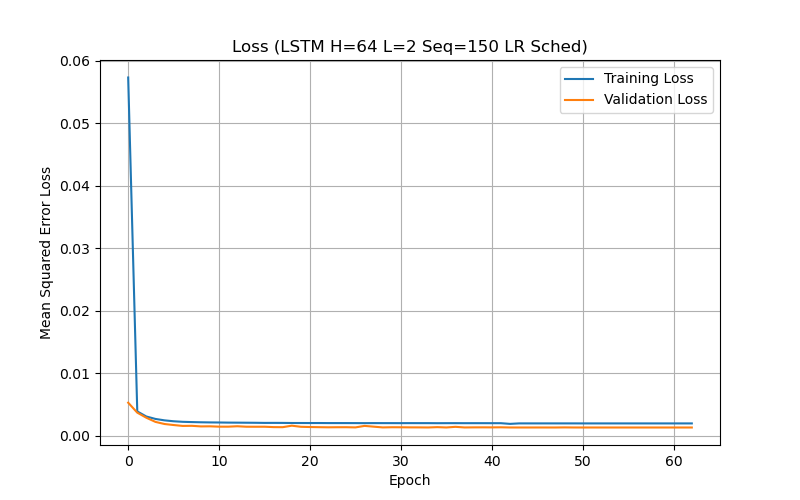 Loss (LSTM H=64 L=2 Seq=150 LR Sched)
Training Loss
Validation Loss
Mean Squared Error Loss
0.06
0.05
0.04
0.03
0.02
0.01
0.00
0 10 20 30 40 50 60
Epoch